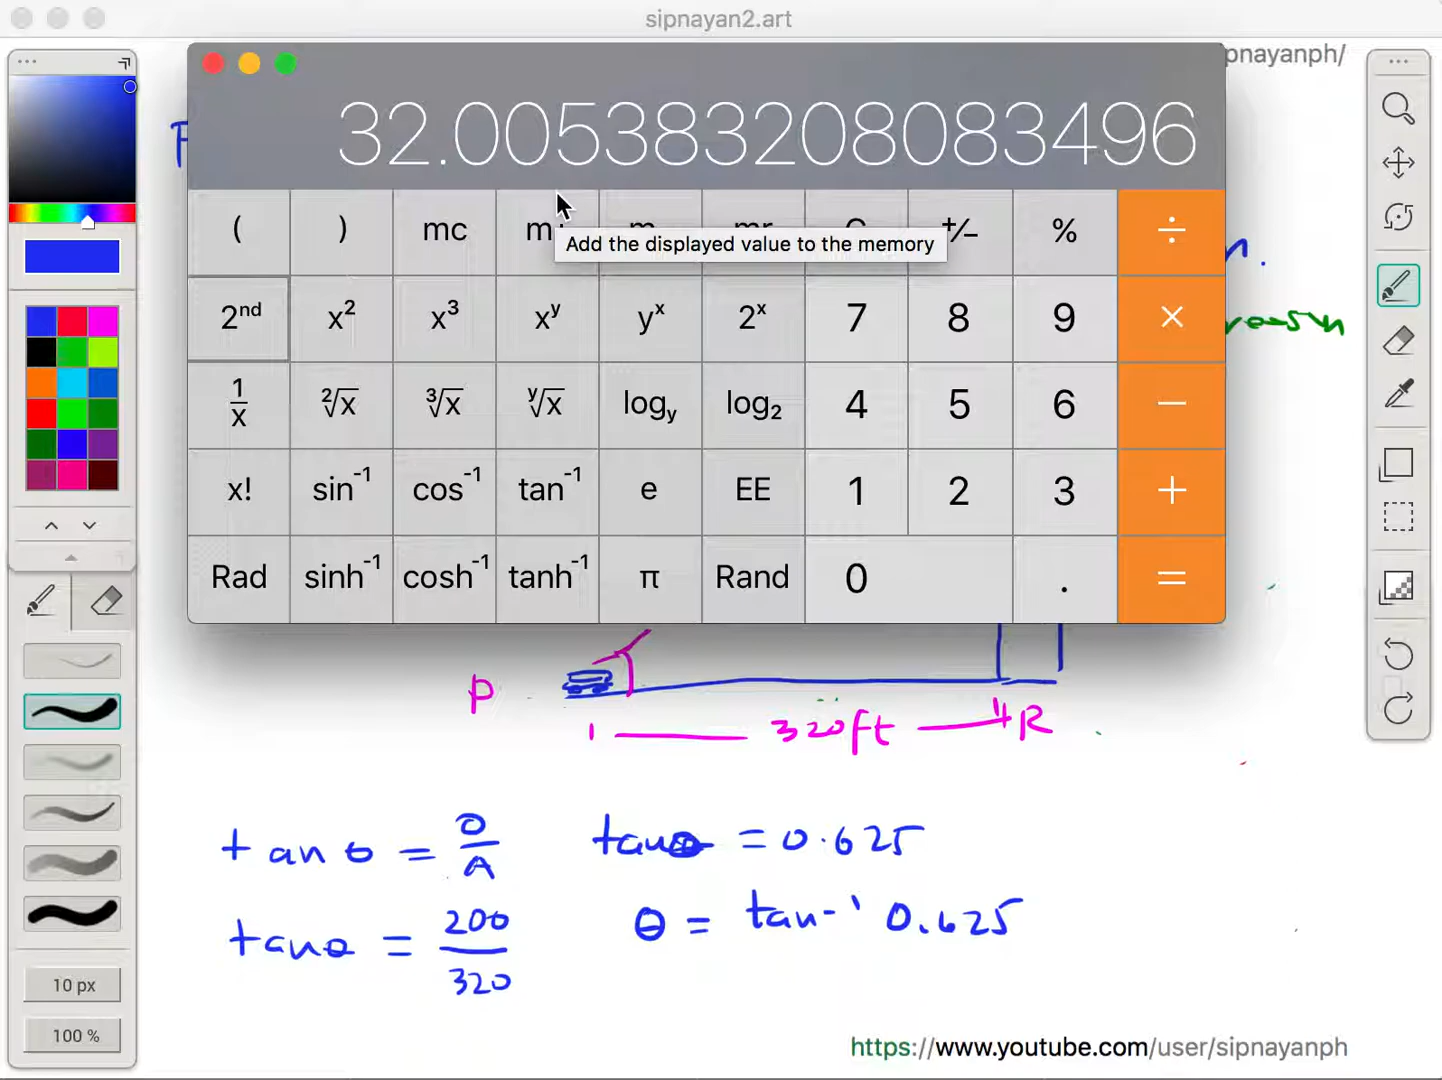 sipnayan2.art
pnayanph/
32.005383208083496
( ) mc m+ +/− % ÷
Add the displayed value to the memory
n.
2nd x2 x3 xy yx 2x 7 8 9 ×
1/x 2√x 3√x y√x logy log2 4 5 6 −
x! sin-1 cos-1 tan-1 e EE 1 2 3 +
Rad sinh-1 cosh-1 tanh-1 π Rand 0 . =
P
320ft R
tan θ = O/A
tan θ = 200/320
tan θ = 0.625
θ = tan-1 0.625
10 px
100 %
https://www.youtube.com/user/sipnayanph